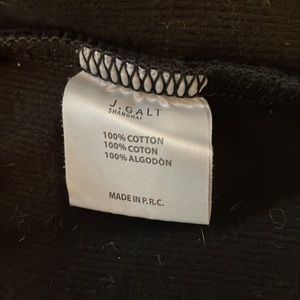 J.GALT
SHANGHAI
100% COTTON
100% COTON
100% ALGODÒN
MADE IN P.R.C.